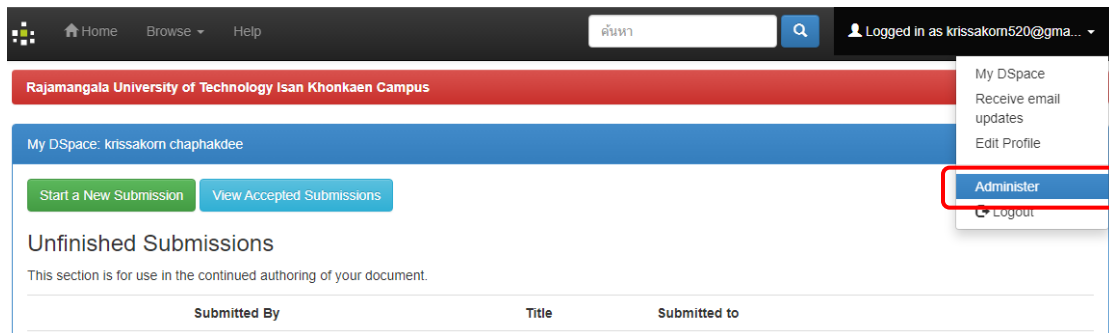 Home Browse Help ค้นหา Logged in as krissakorn520@gma...
My DSpace
Receive email
updates
Edit Profile
Administer
Logout
Rajamangala University of Technology Isan Khonkaen Campus
My DSpace: krissakorn chaphakdee
Start a New Submission View Accepted Submissions
Unfinished Submissions
This section is for use in the continued authoring of your document.
Submitted By Title Submitted to